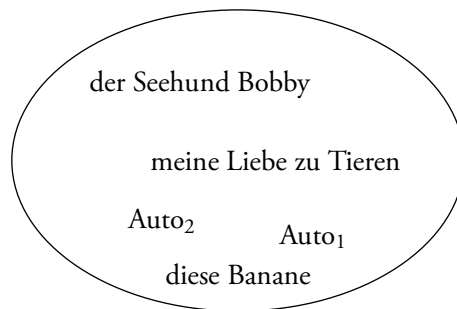 der Seehund Bobby
meine Liebe zu Tieren
Auto₂
Auto₁
diese Banane